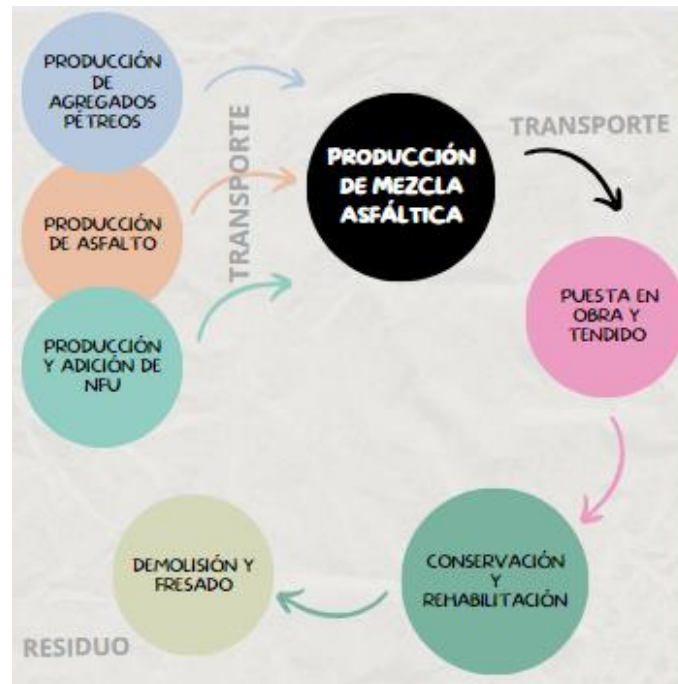 PRODUCCIÓN
DE
AGREGADOS
PÉTREOS
PRODUCCIÓN
DE ASFALTO
PRODUCCIÓN
Y ADICIÓN DE
NFU
TRANSPORTE
PRODUCCIÓN
DE MEZCLA
ASFÁLTICA
TRANSPORTE
PUESTA EN
OBRA Y
TENDIDO
CONSERVACIÓN
Y
REHABILITACIÓN
DEMOLISIÓN Y
FRESADO
RESIDUO